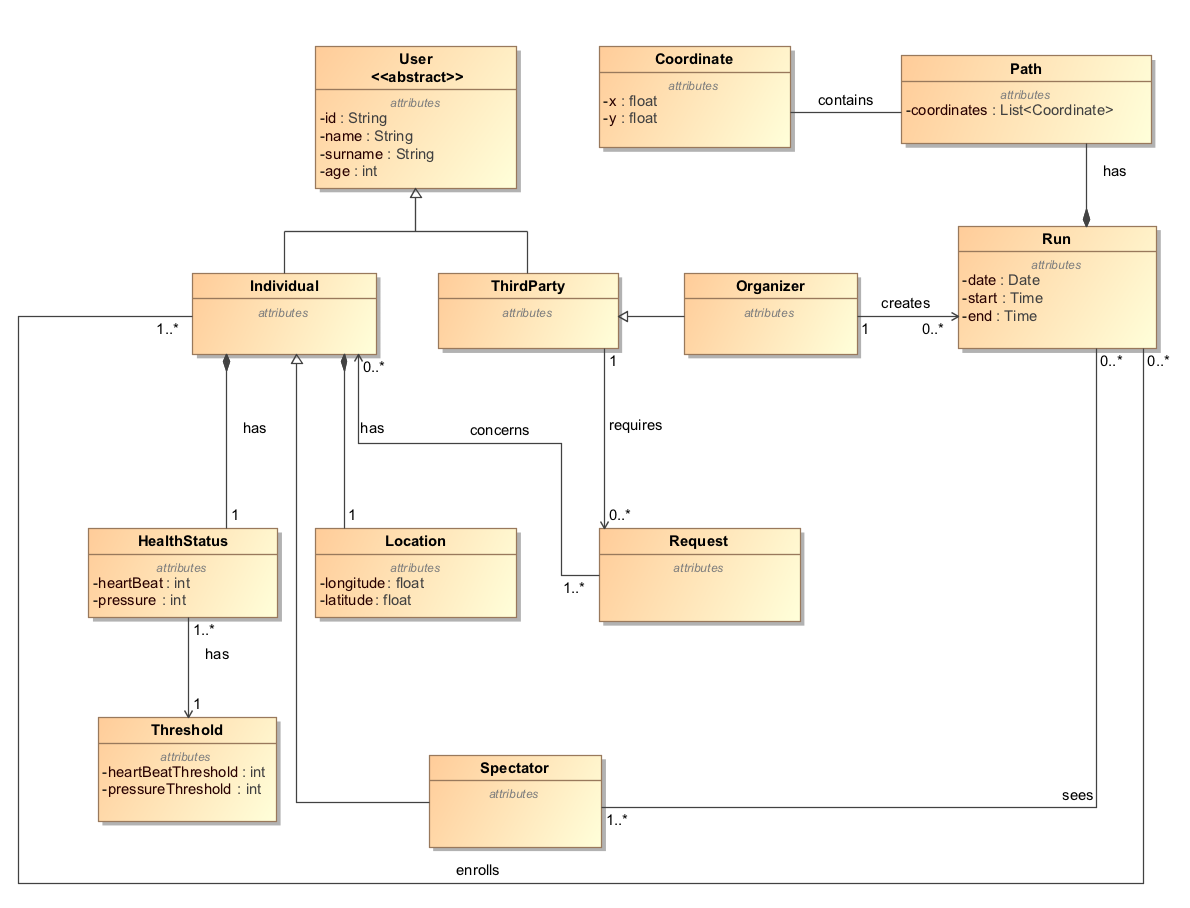 User
<<abstract>>
attributes
-id : String
-name : String
-surname : String
-age : int
Coordinate
attributes
-x : float
-y : float
contains
Path
attributes
-coordinates : List<Coordinate>
has
Individual
attributes
ThirdParty
attributes
Organizer
attributes
creates
1
0..*
Run
attributes
-date : Date
-start : Time
-end : Time
1..*
0..*
1
0..*
0..*
has
has
concerns
requires
1
1
0..*
HealthStatus
attributes
-heartBeat : int
-pressure : int
Location
attributes
-longitude : float
-latitude : float
Request
attributes
1..*
1..*
has
1
Threshold
attributes
-heartBeatThreshold : int
-pressureThreshold : int
Spectator
attributes
sees
1..*
enrolls